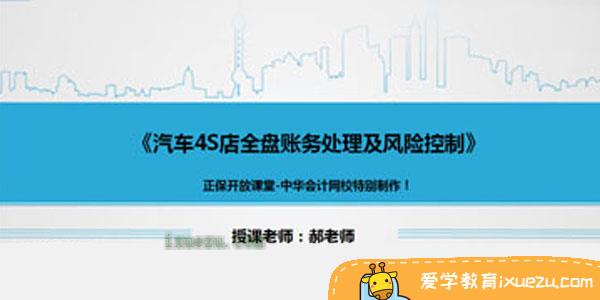 《汽车4S店全盘账务处理及风险控制》
正保开放课堂-中华会计网校特别制作！
ixuezu.com
授课老师：郝老师
爱学教育ixuezu.com